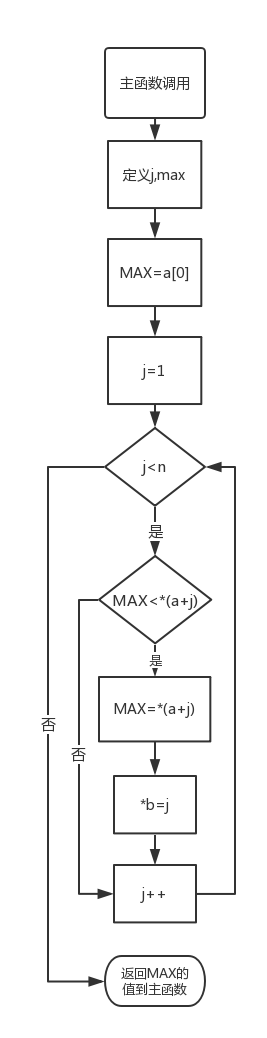 主函数调用
定义j,max
MAX=a[0]
j=1
j<n
是
MAX<*(a+j)
是
MAX=*(a+j)
否
否
*b=j
j++
返回MAX的
值到主函数